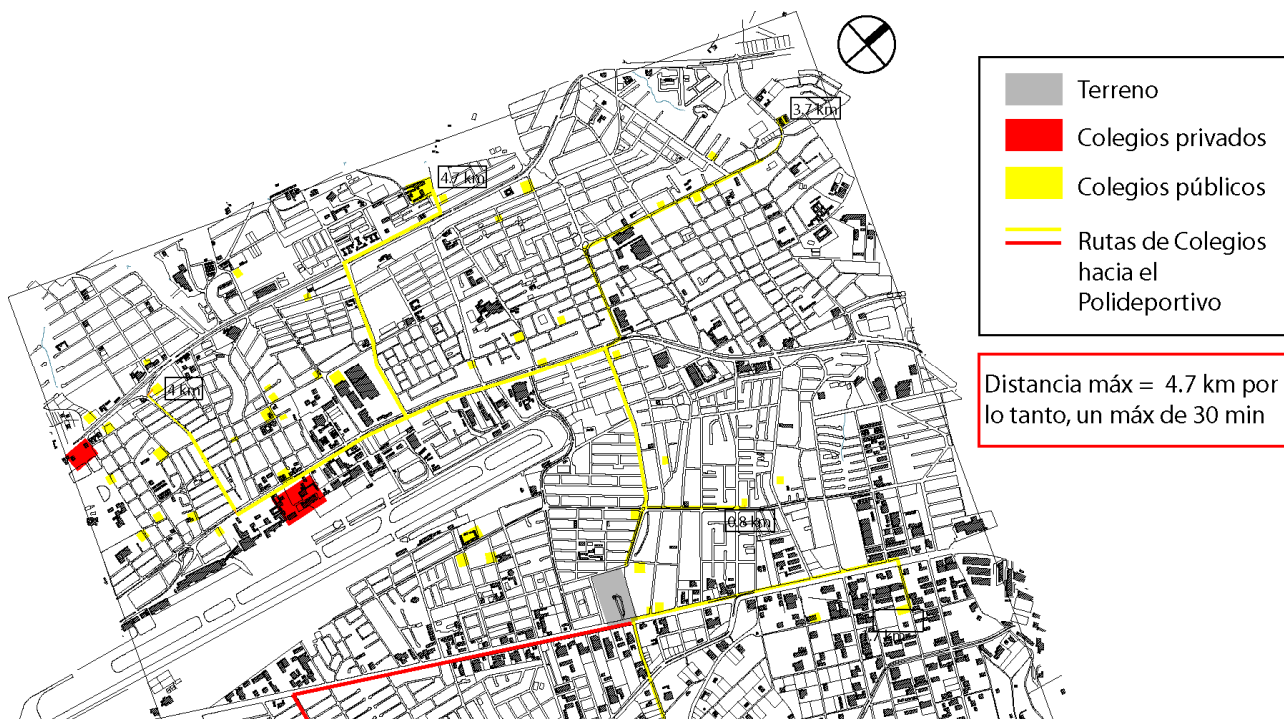 3.7 km
4.7 km
4 km
0.8 km
Terreno
Colegios privados
Colegios públicos
Rutas de Colegios
hacia el
Polideportivo
Distancia máx = 4.7 km por
lo tanto, un máx de 30 min